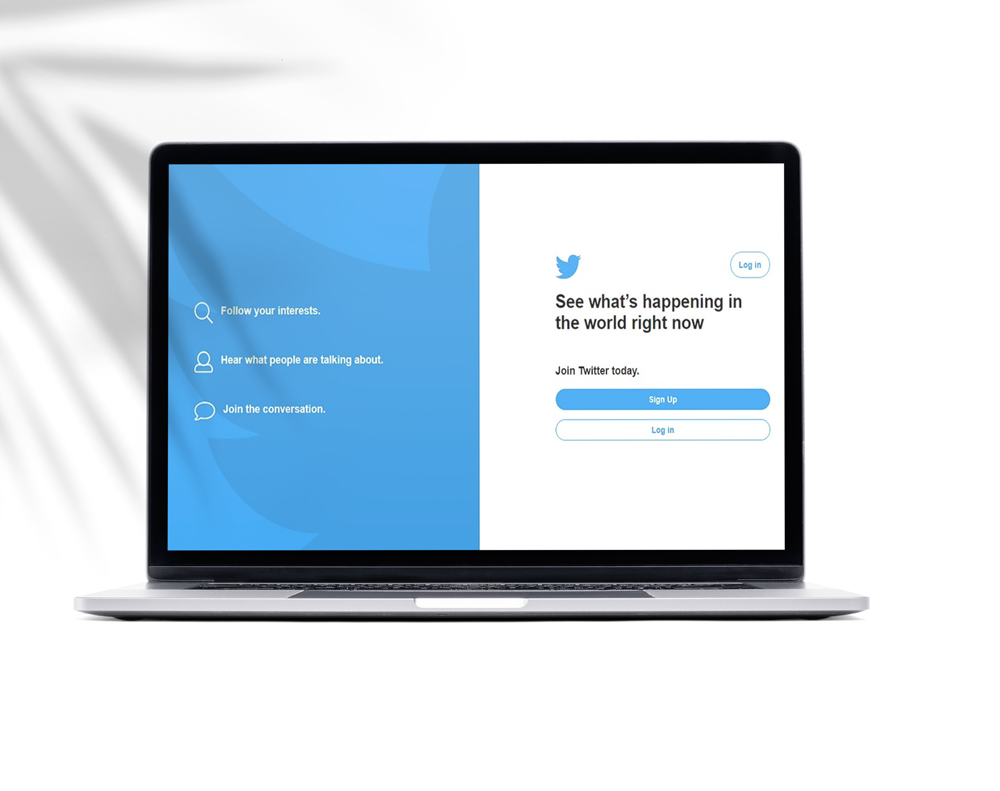 Follow your interests.
Hear what people are talking about.
Join the conversation.
Log in
See what's happening in
the world right now
Join Twitter today.
Sign Up
Log in